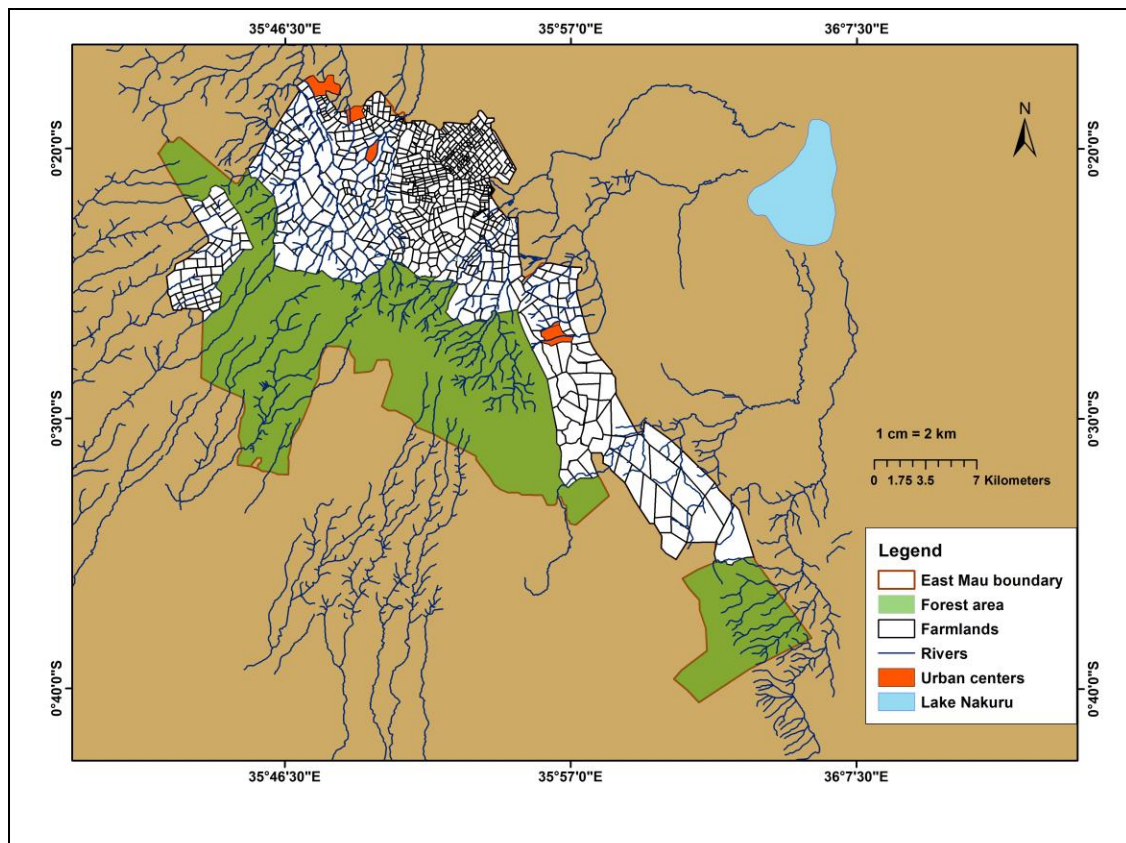 35°46'30"E 35°57'0"E 36°7'30"E
N
0°20'0"S 0°20'0"S
0°30'0"S 0°30'0"S
1 cm = 2 km
0 1.75 3.5 7 Kilometers
Legend
East Mau boundary
Forest area
Farmlands
Rivers
Urban centers
Lake Nakuru
0°40'0"S 0°40'0"S
35°46'30"E 35°57'0"E 36°7'30"E